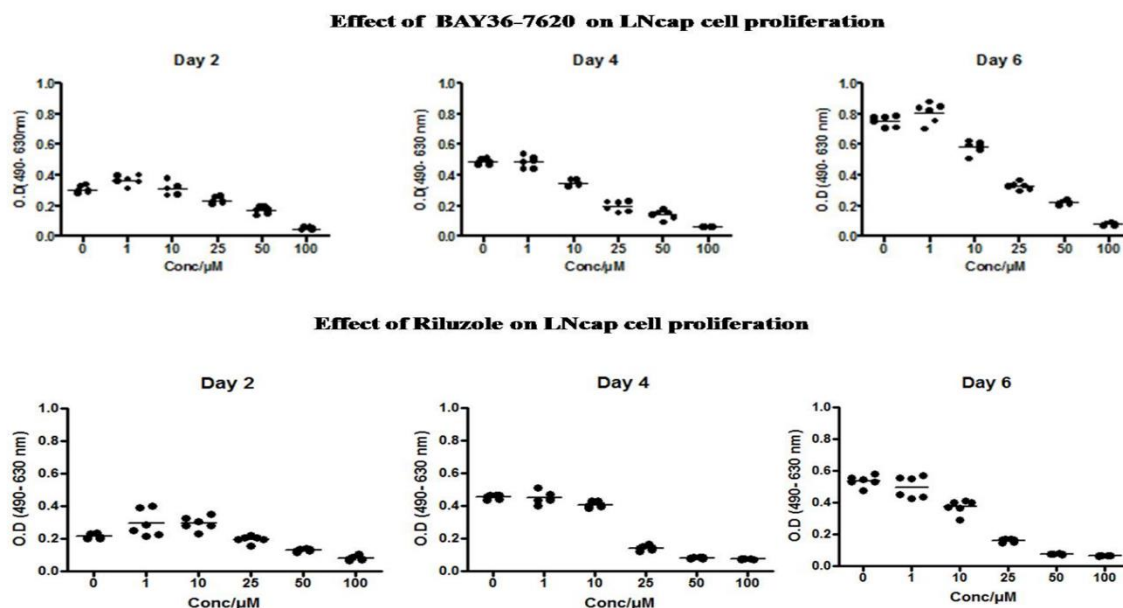 Effect of BAY36-7620 on LNcap cell proliferation
Day 2
Day 4
Day 6
O.D(490- 630nm)
1.0
0.8
0.6
0.4
0.2
0.0
0 1 10 25 50 100
Conc/µM
O.D (490- 630 nm)
1.0
0.8
0.6
0.4
0.2
0.0
0 1 10 25 50 100
Conc/µM
O.D (490- 630 nm)
1.0
0.8
0.6
0.4
0.2
0.0
0 1 10 25 50 100
Conc/µM
Effect of Riluzole on LNcap cell proliferation
Day 2
Day 4
Day 6
O.D (490- 630 nm)
1.0
0.8
0.6
0.4
0.2
0.0
0 1 10 25 50 100
Conc/µM
O.D (490- 630 nm)
1.0
0.8
0.6
0.4
0.2
0.0
0 1 10 25 50 100
Conc/µM
O.D (490- 630 nm)
1.0
0.8
0.6
0.4
0.2
0.0
0 1 10 25 50 100
Conc/µM